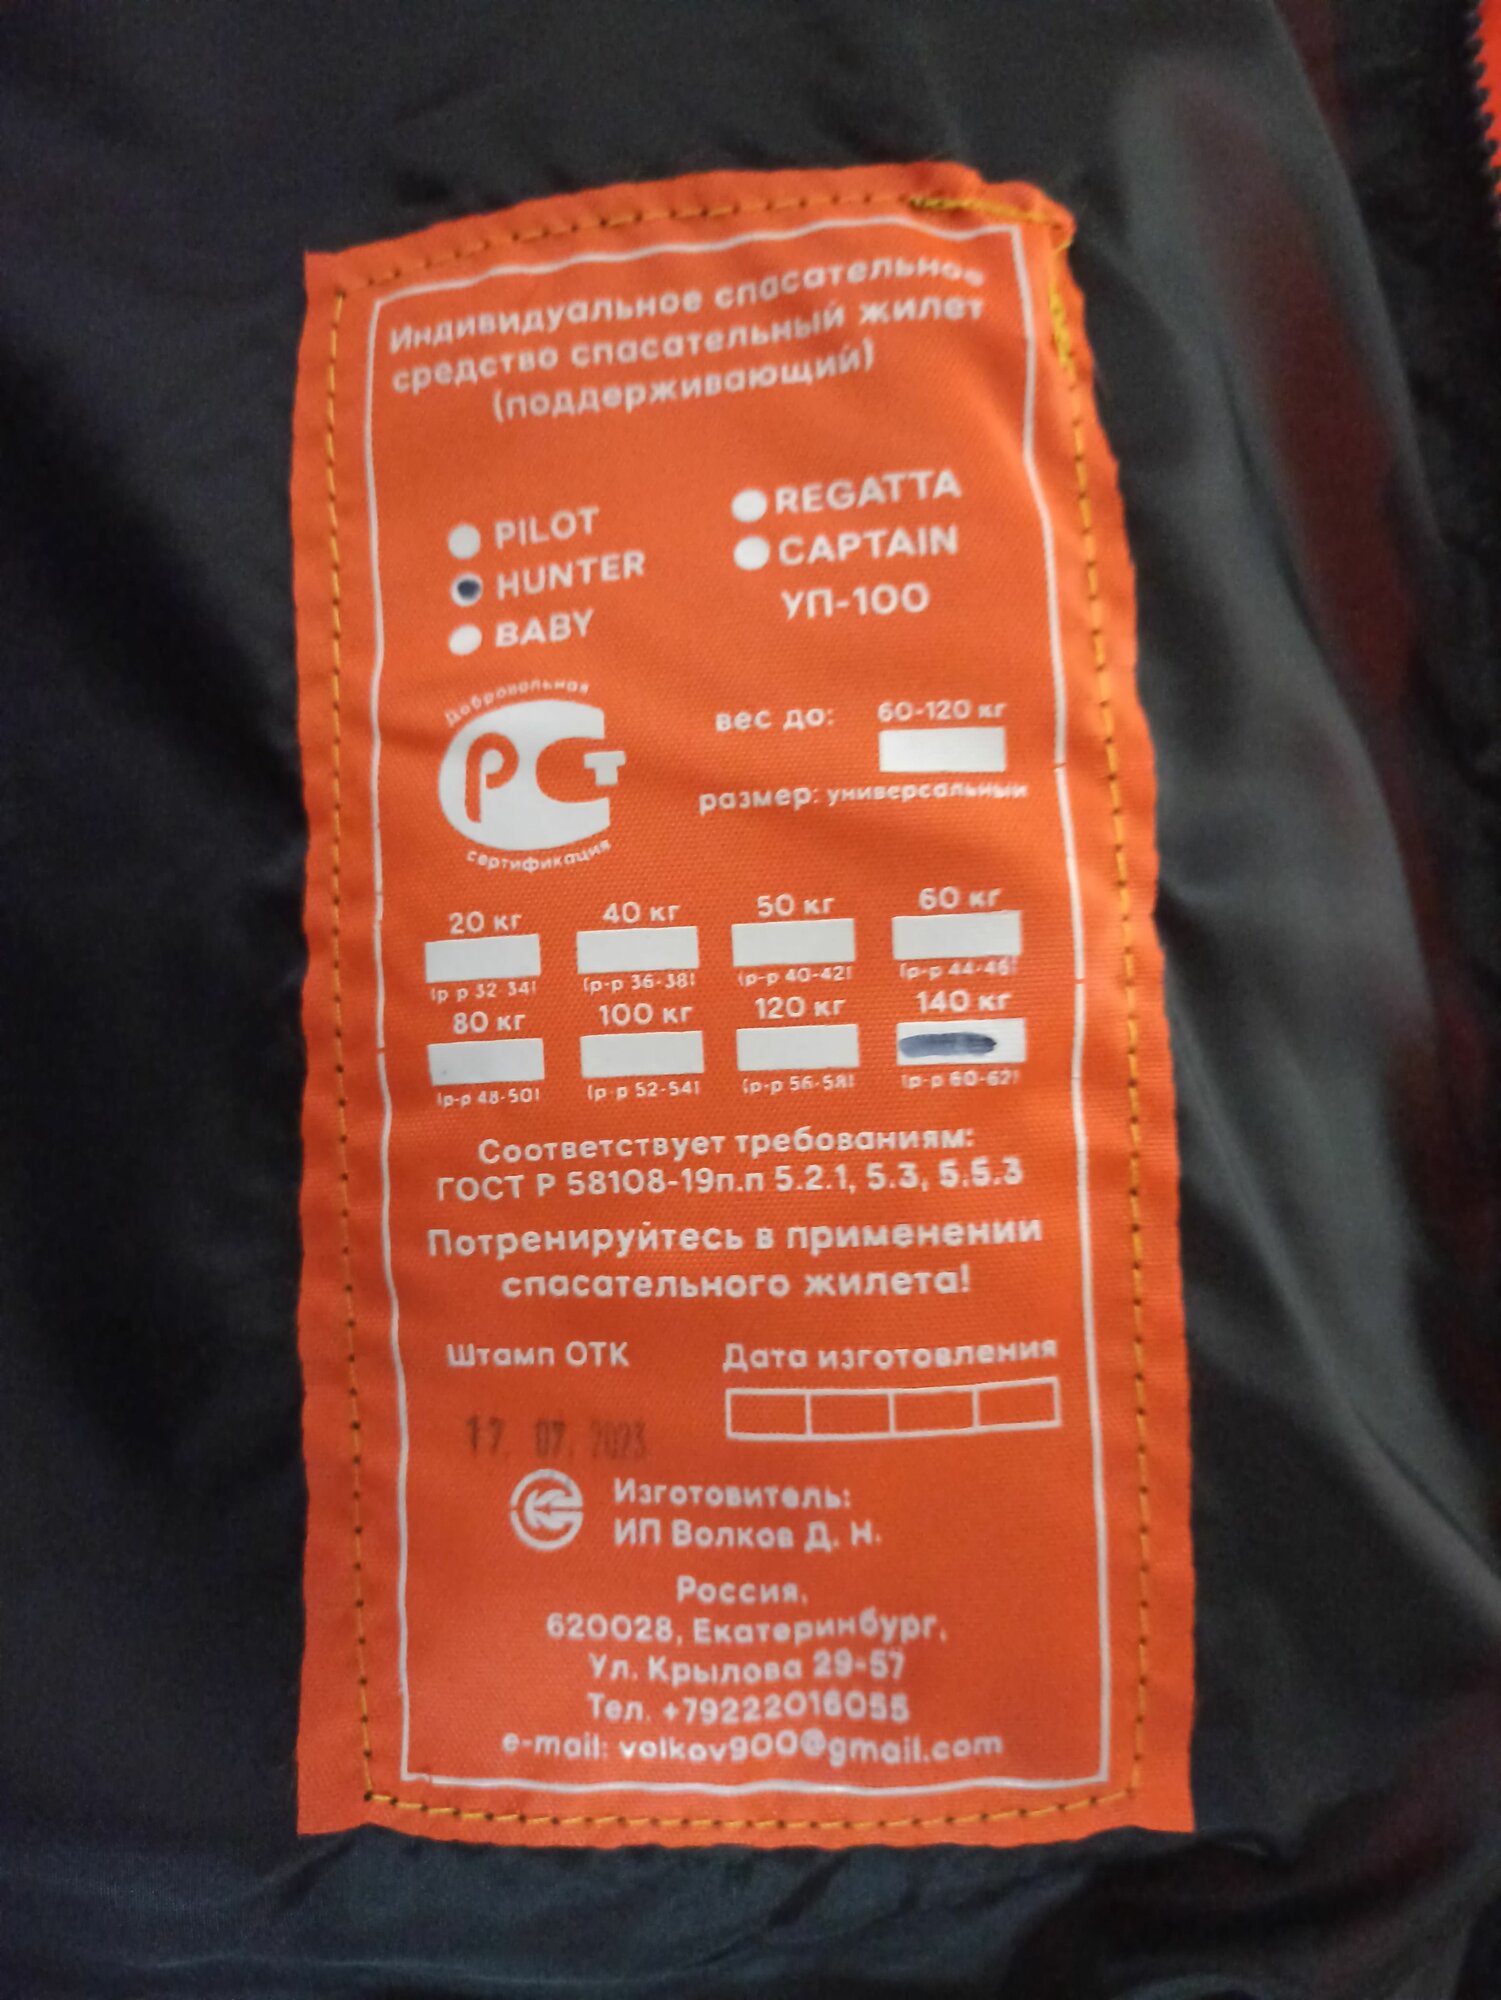 Индивидуальное спасательное
средство спасательный жилет
(поддерживающий)
PILOT
HUNTER
BABY
REGATTA
CAPTAIN
УП-100
Добровольная
РСТ
сертификация
вес до: 60-120 кг
размер: универсальный
20 кг 40 кг 50 кг 60 кг
(р-р 32-34) (р-р 36-38) (р-р 40-42) (р-р 44-46)
80 кг 100 кг 120 кг 140 кг
(р-р 48-50) (р-р 52-54) (р-р 56-58) (р-р 60-62)
Соответствует требованиям:
ГОСТ Р 58108-19п.п 5.2.1, 5.3, 5.5.3
Потренируйтесь в применении
спасательного жилета!
Штамп ОТК Дата изготовления
17. 07. 2023
Изготовитель:
ИП Волков Д. Н.
Россия,
620028, Екатеринбург,
Ул. Крылова 29-57
Тел. +79222016055
e-mail: volkov900@gmail.com